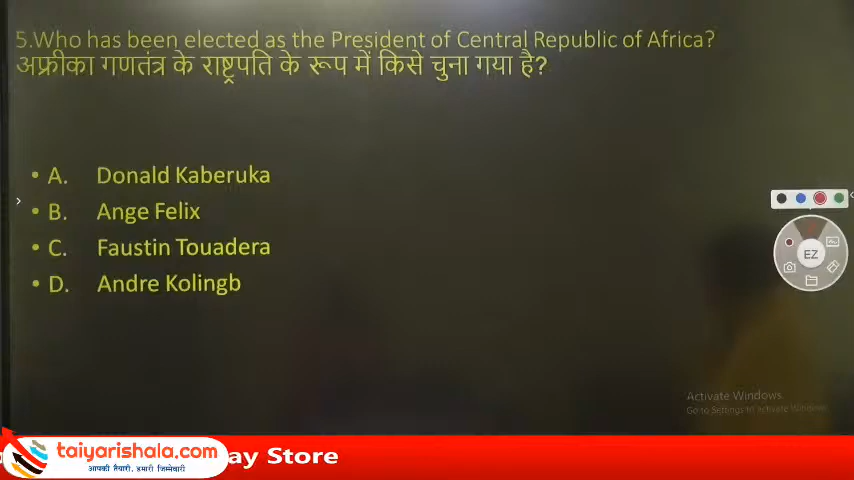 5.Who has been elected as the President of Central Republic of Africa?
अफ्रीका गणतंत्र के राष्ट्रपति के रूप में किसे चुना गया है?
• A. Donald Kaberuka
• B. Ange Felix
• C. Faustin Touadera
• D. Andre Kolingb
EZ
Activate Windows
Go to Settings to activate Windows.
taiyarishala.com
आपकी तैयारी, हमारी जिम्मेदारी
ay Store